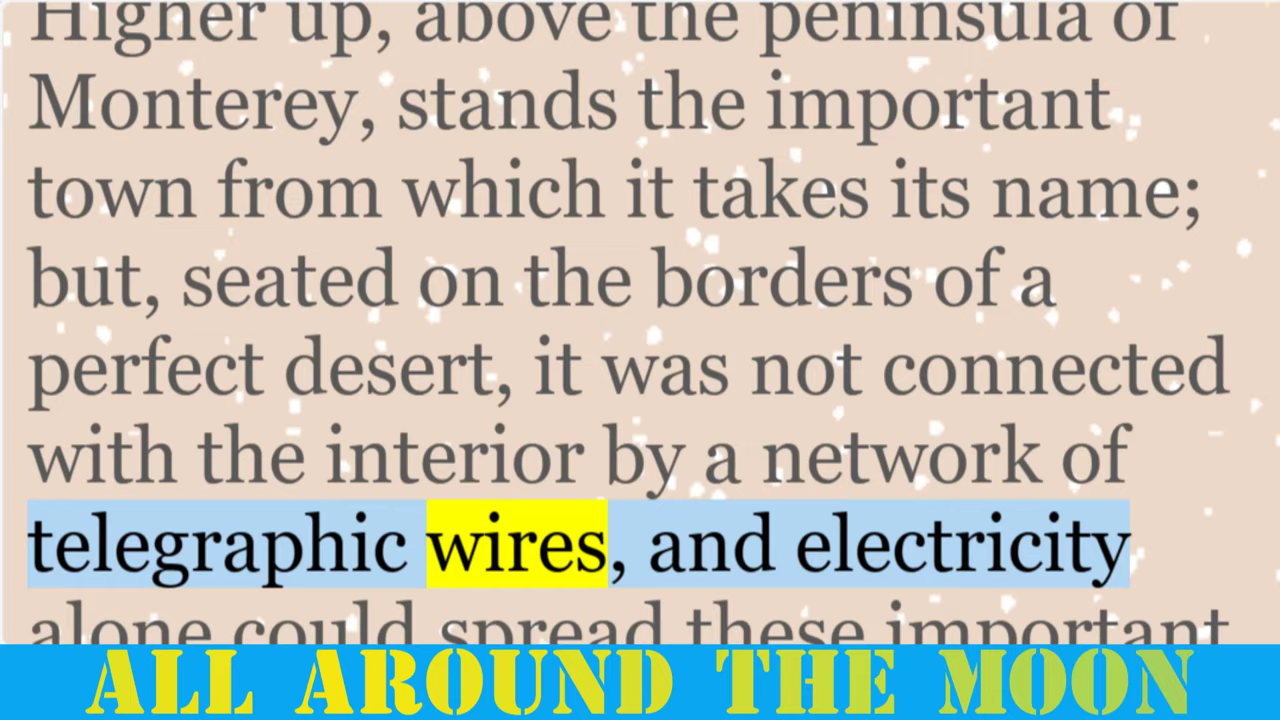 Higher up, above the peninsula of
Monterey, stands the important
town from which it takes its name;
but, seated on the borders of a
perfect desert, it was not connected
with the interior by a network of
telegraphic wires, and electricity
alone could spread these important
ALL AROUND THE MOON